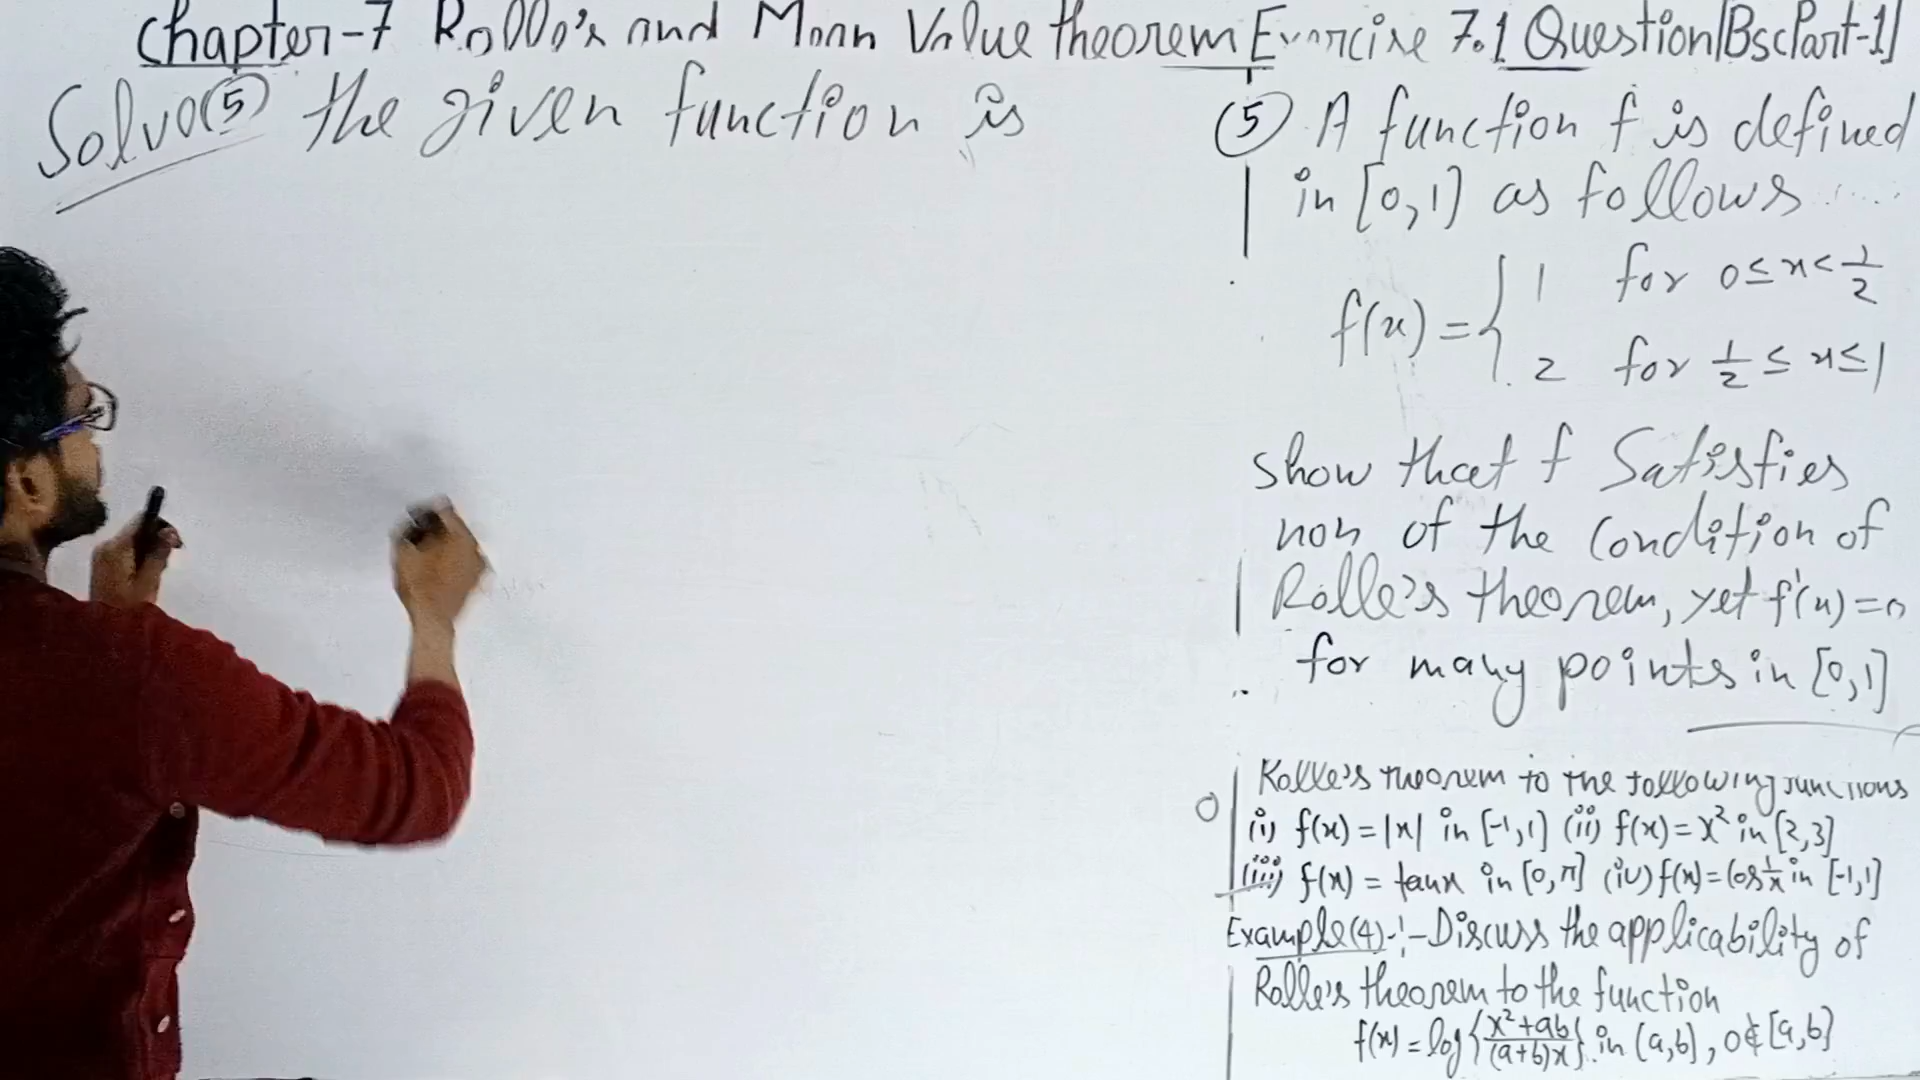 Chapter-7 Rolle's and Mean Value theorem Exercise 7.1 Question/Bsc Part-1/
Solve (5) the given function is
(5) A function f is defined
in [0,1] as follows
f(x) = { 1 for 0 ≤ x < 1/2
2 for 1/2 ≤ x ≤ 1
show that f Satisfies
non of the Condition of
Rolle's theorem, yet f'(x) = 0
for many points in [0,1]
Rolle's theorem to the following functions
(i) f(x) = |x| in [-1,1] (ii) f(x) = x² in [2,3]
(iii) f(x) = tanx in [0,π] (iv) f(x) = Cos 1/x in [-1,1]
Example (4) :- Discuss the applicability of
Rolle's theorem to the function
f(x) = log { x²+ab / (a+b)x } in [a,b], 0 ∉ [a,b]